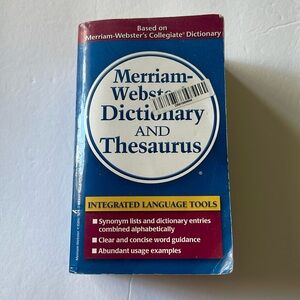 Based on
Merriam-Webster's Collegiate® Dictionary
Merriam-
Webste
Dictionary
AND
Thesaurus
®
INTEGRATED LANGUAGE TOOLS
■ Synonym lists and dictionary entries
combined alphabetically
■ Clear and concise word guidance
■ Abundant usage examples